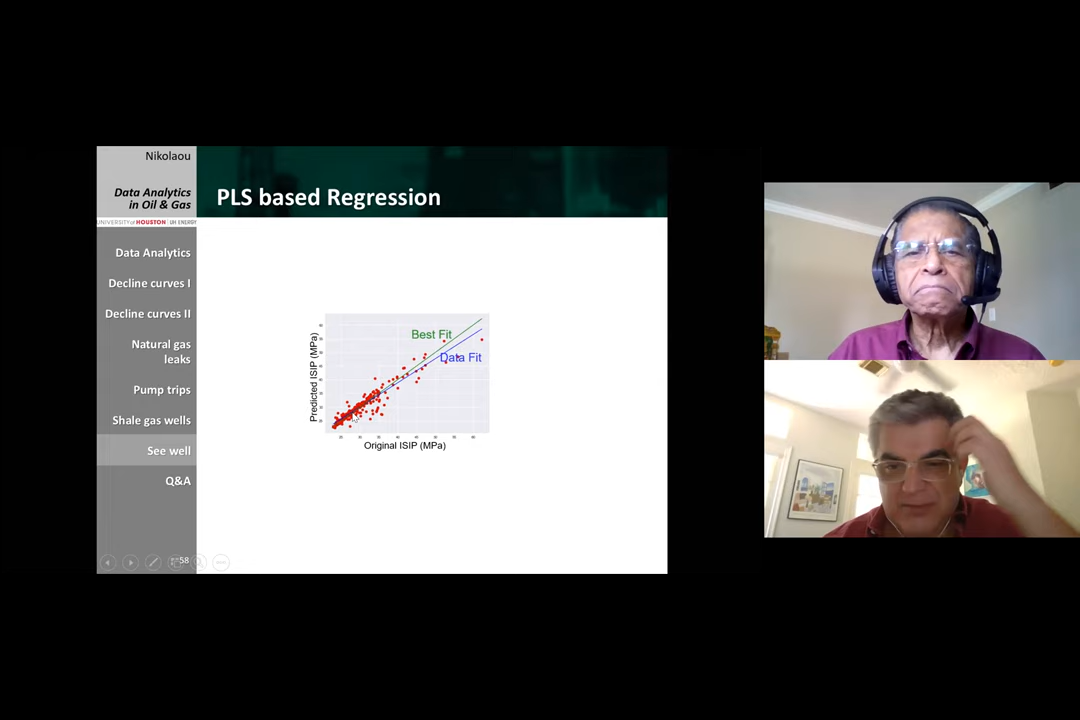 Nikolaou
Data Analytics
in Oil & Gas
UNIVERSITY of HOUSTON | UH ENERGY
PLS based Regression
Data Analytics
Decline curves I
Decline curves II
Natural gas
leaks
Pump trips
Shale gas wells
See well
Q&A
58
Best Fit
Data Fit
Predicted ISIP (MPa)
Original ISIP (MPa)